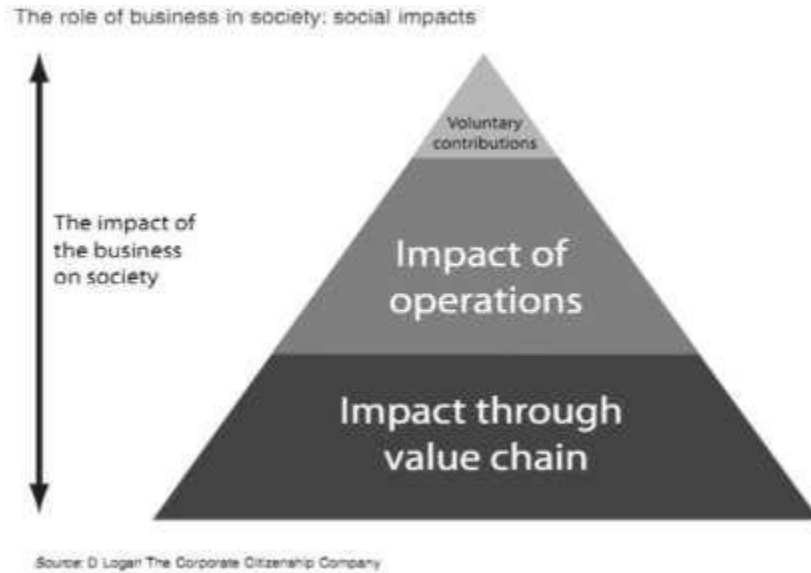 The role of business in society: social impacts
Voluntary
contributions
The impact of
the business
on society
Impact of
operations
Impact through
value chain
Source: D Logan The Corporate Citizenship Company